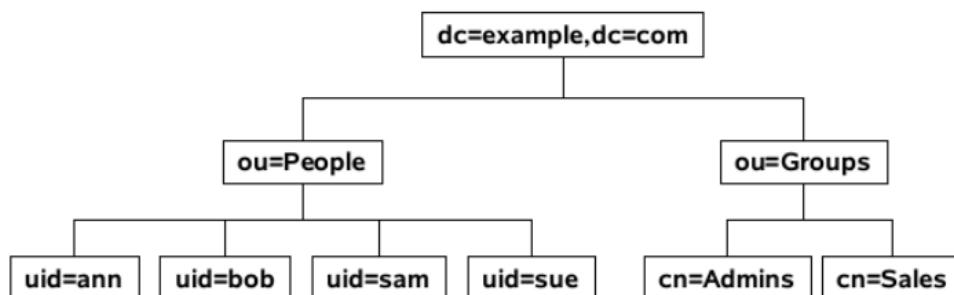 dc=example,dc=com
ou=People
ou=Groups
uid=ann
uid=bob
uid=sam
uid=sue
cn=Admins
cn=Sales